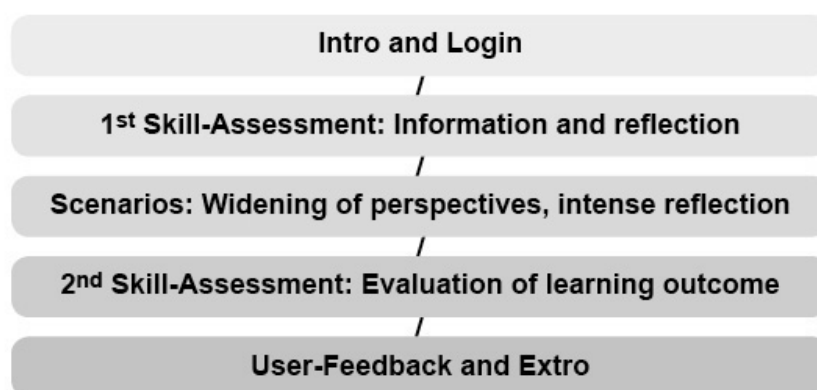 Intro and Login
1st Skill-Assessment: Information and reflection
Scenarios: Widening of perspectives, intense reflection
2nd Skill-Assessment: Evaluation of learning outcome
User-Feedback and Extro